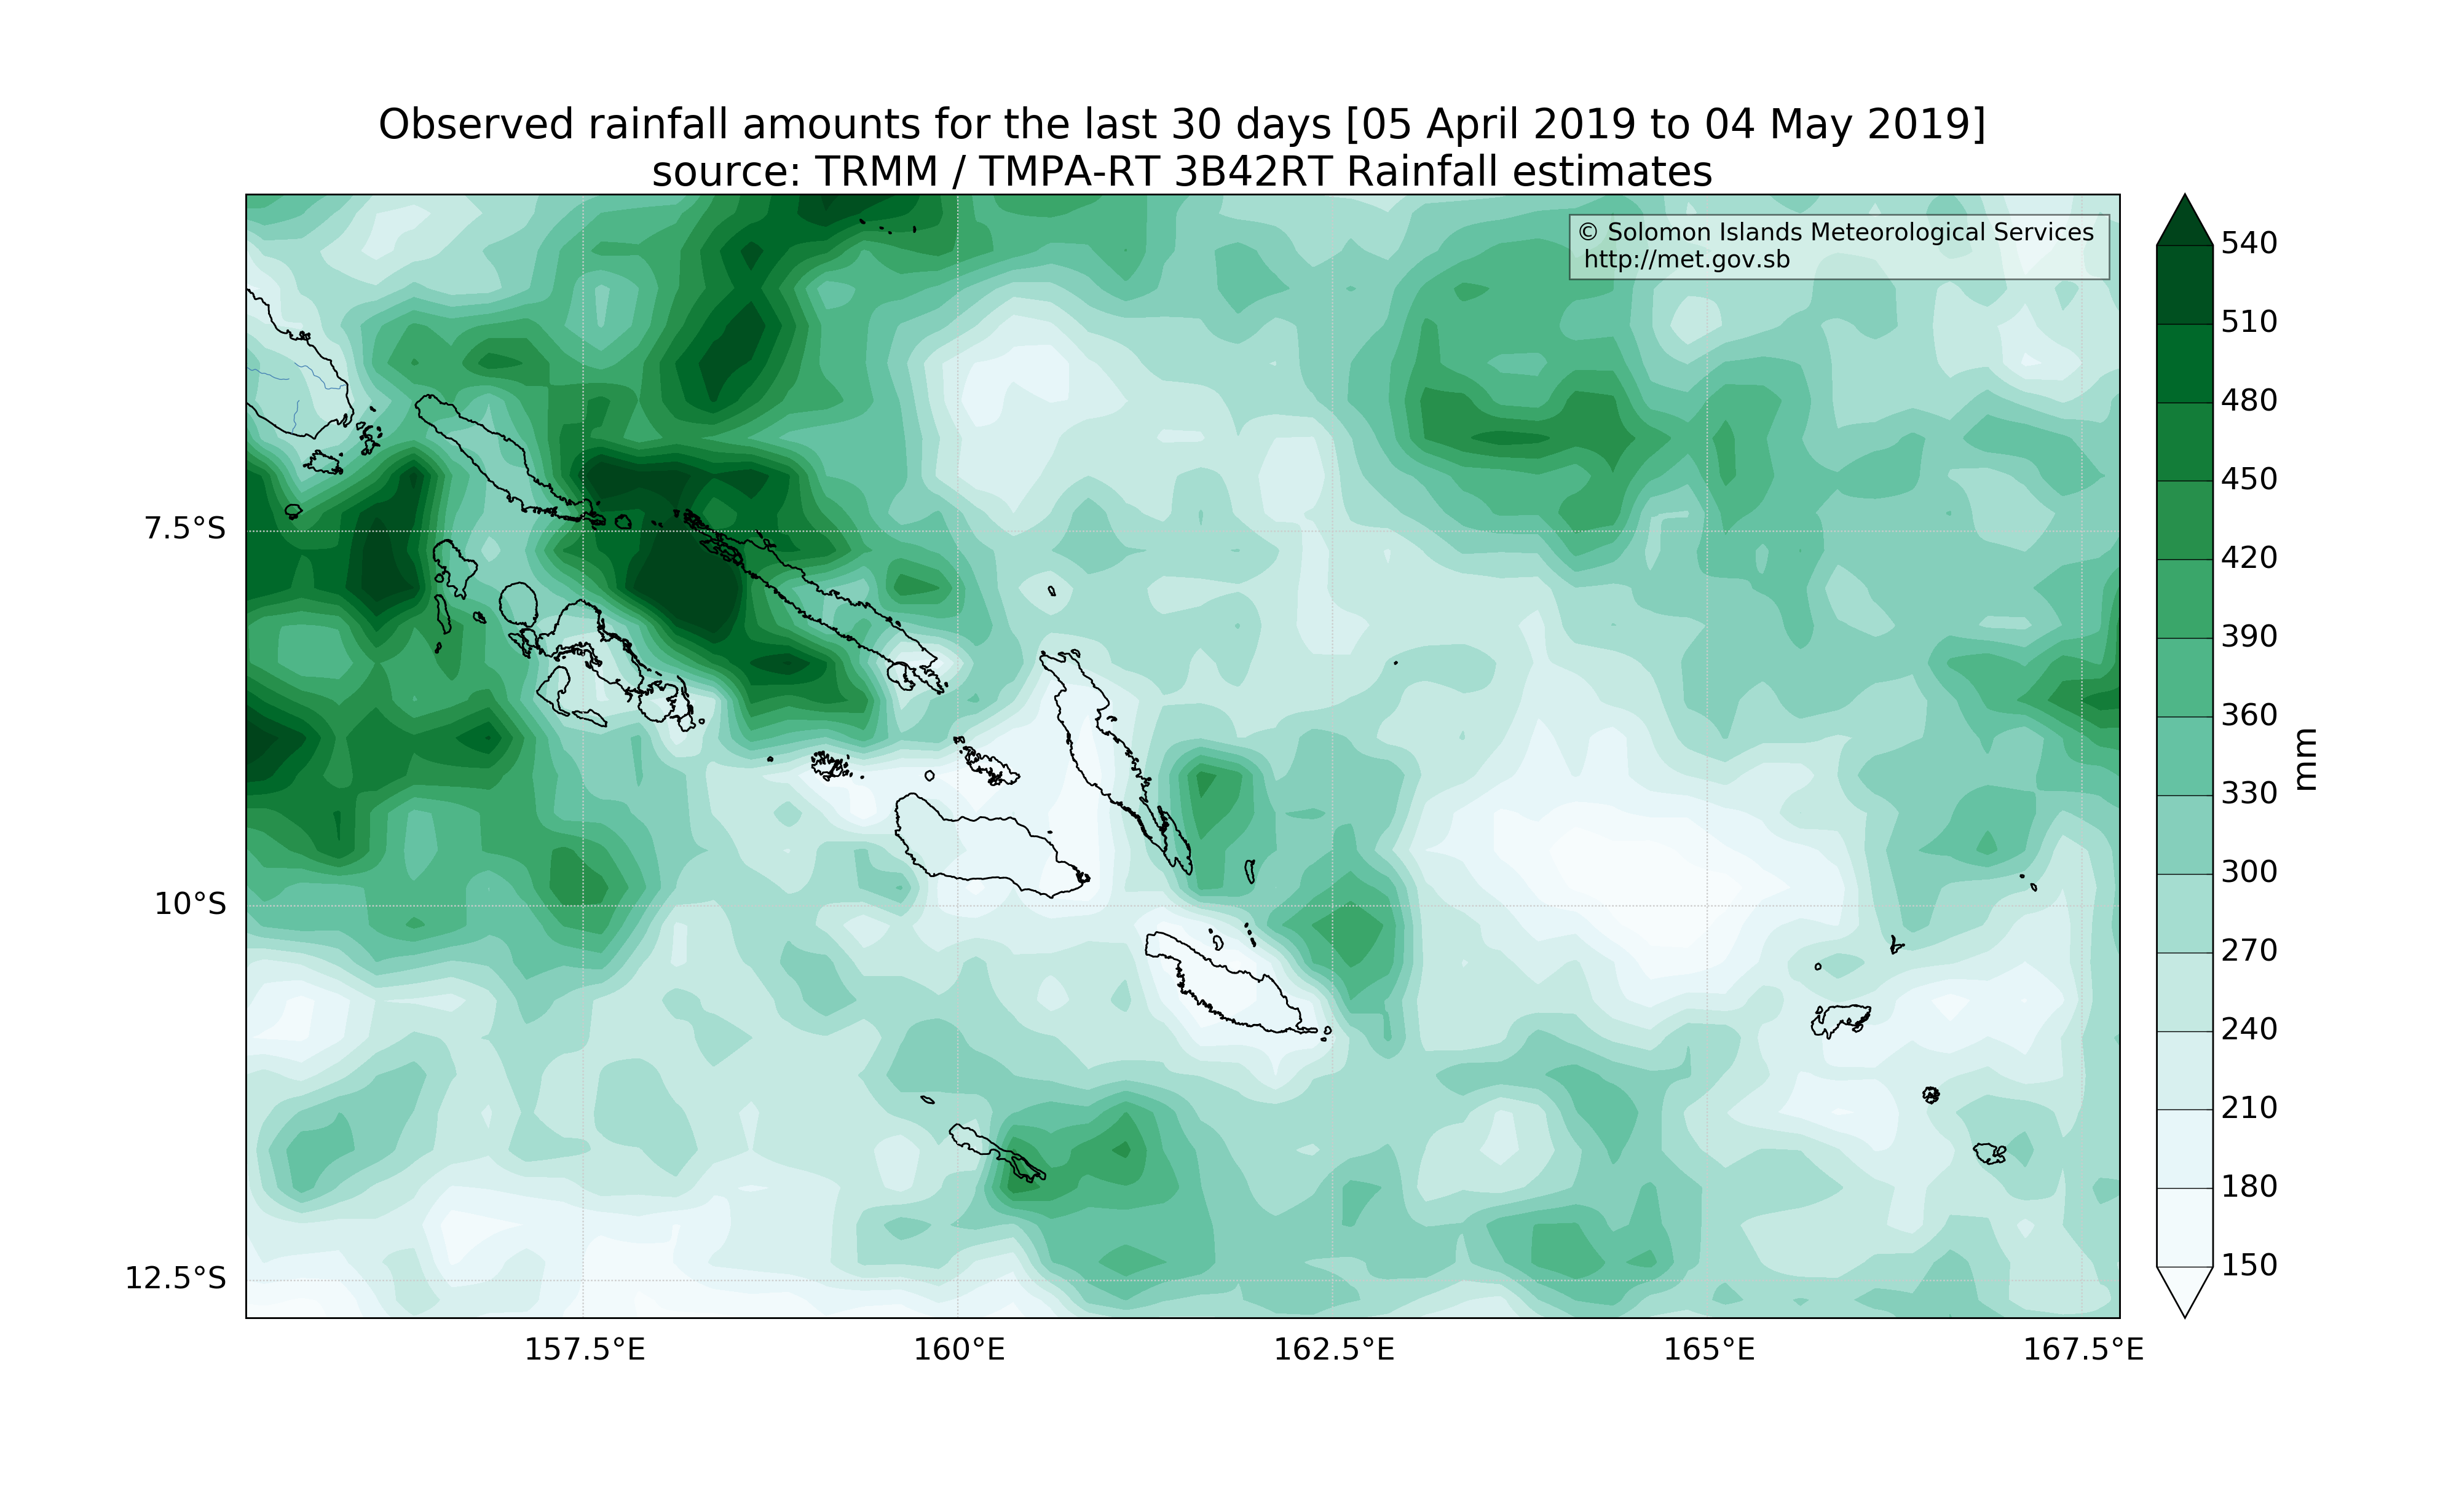 Observed rainfall amounts for the last 30 days [05 April 2019 to 04 May 2019]
source: TRMM / TMPA-RT 3B42RT Rainfall estimates
© Solomon Islands Meteorological Services
http://met.gov.sb
7.5°S
10°S
12.5°S
157.5°E
160°E
162.5°E
165°E
167.5°E
540
510
480
450
420
390
360
330
300
270
240
210
180
150
mm